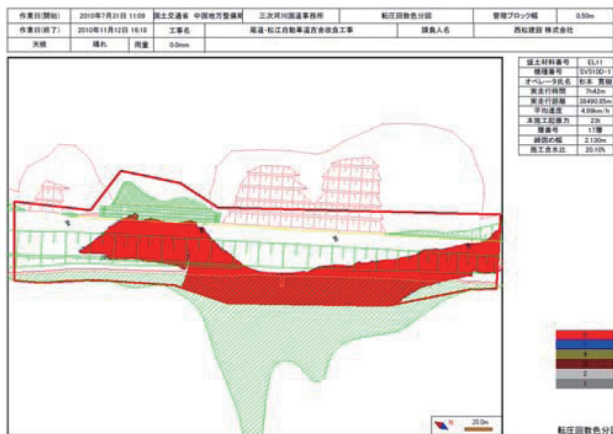 作業日(開始) 2010年7月21日 11:09 国土交通省 中国地方整備局 三次河川国道事務所 転圧回数色分図 管理ブロック幅 0.50m
作業日(終了) 2010年11月12日 16:18 工事名 尾道・松江自動車道吉舎改良工事 請負人名 西松建設 株式会社
天候 晴れ 雨量 0.0mm
盛土材料番号 EL11
機種番号 SV510D-1
オペレータ氏名
実走行時間 7h42m
実走行距離 38490.85m
平均速度 4.99km/h
本施工起振力 23t
層番号 17層
締固め幅 2.130m
施工含水比 20.10%
4
2
1
N 20.0m
転圧回数色分